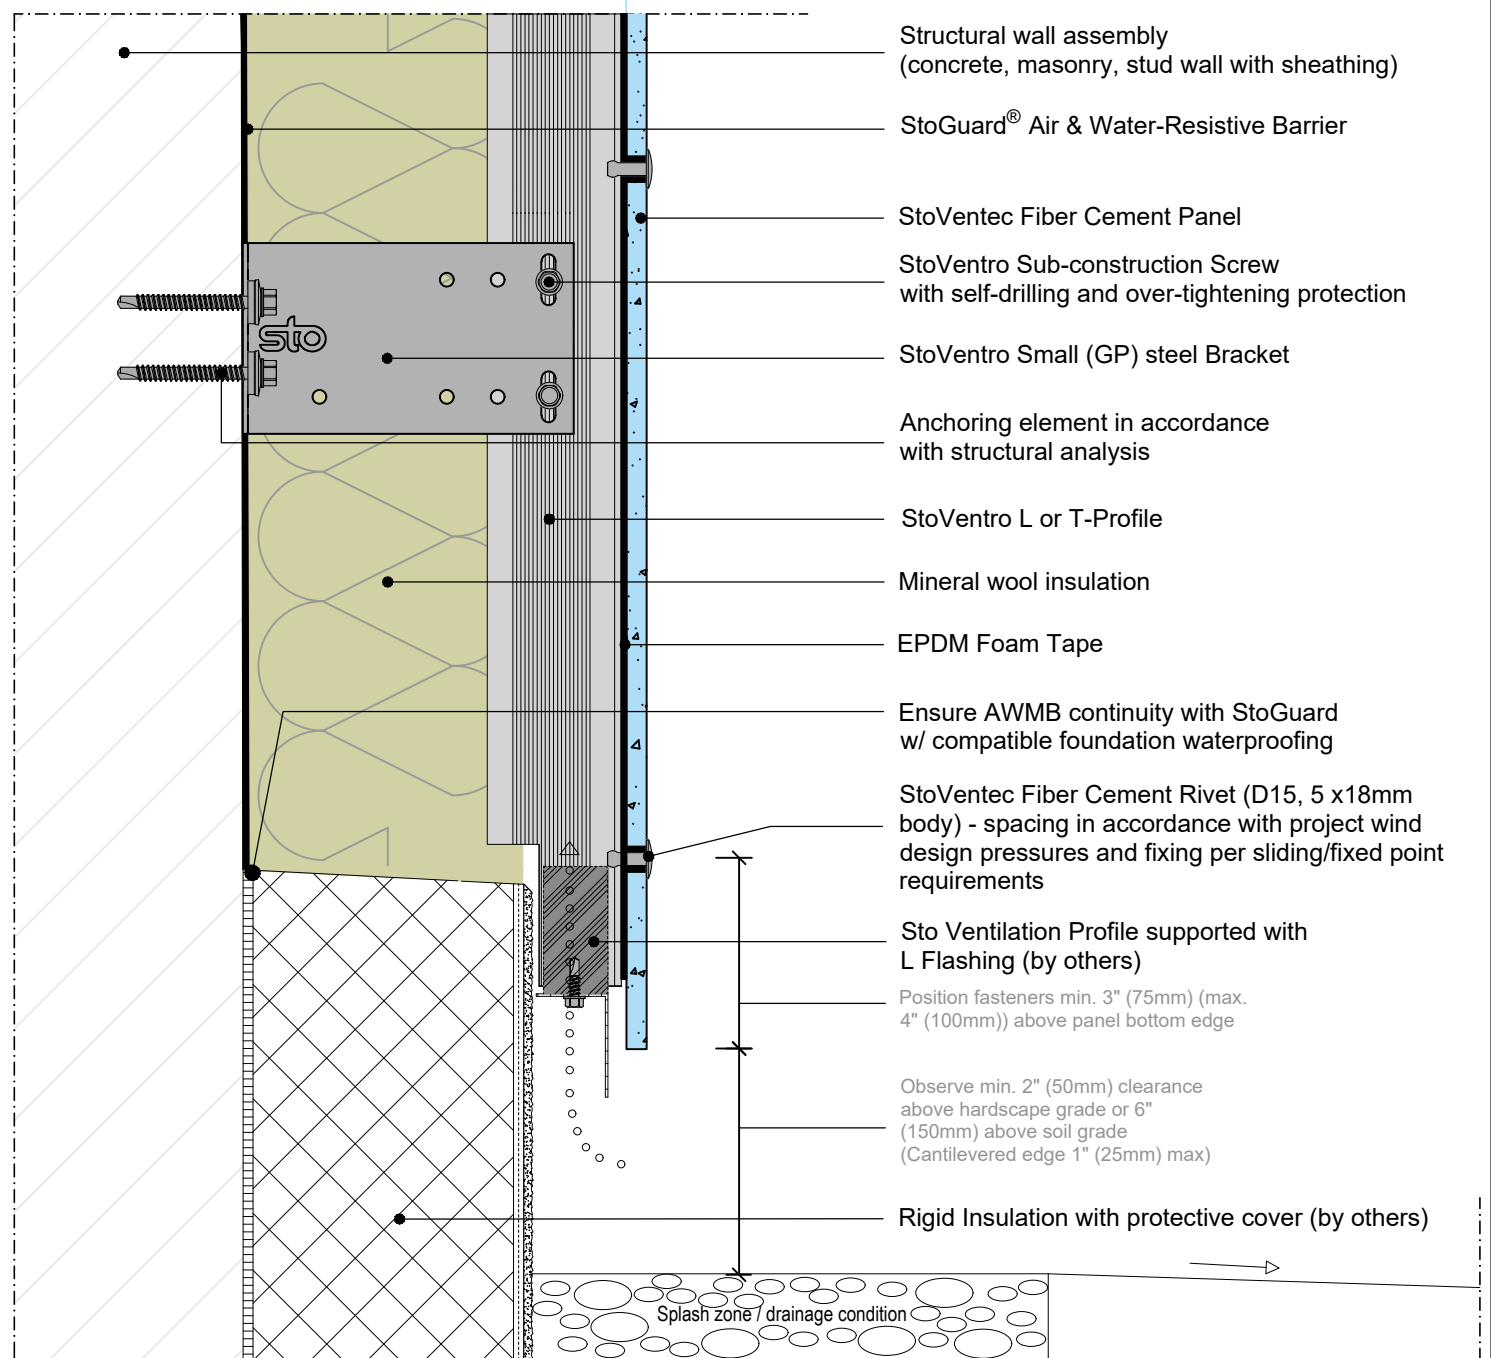 Structural wall assembly
(concrete, masonry, stud wall with sheathing)
StoGuard® Air & Water-Resistive Barrier
StoVentec Fiber Cement Panel
StoVentro Sub-construction Screw
with self-drilling and over-tightening protection
sto
StoVentro Small (GP) steel Bracket
Anchoring element in accordance
with structural analysis
StoVentro L or T-Profile
Mineral wool insulation
EPDM Foam Tape
Ensure AWMB continuity with StoGuard
w/ compatible foundation waterproofing
StoVentec Fiber Cement Rivet (D15, 5 x18mm
body) - spacing in accordance with project wind
design pressures and fixing per sliding/fixed point
requirements
Sto Ventilation Profile supported with
L Flashing (by others)
Position fasteners min. 3" (75mm) (max.
4" (100mm)) above panel bottom edge
Observe min. 2" (50mm) clearance
above hardscape grade or 6"
(150mm) above soil grade
(Cantilevered edge 1" (25mm) max)
Rigid Insulation with protective cover (by others)
Splash zone / drainage condition